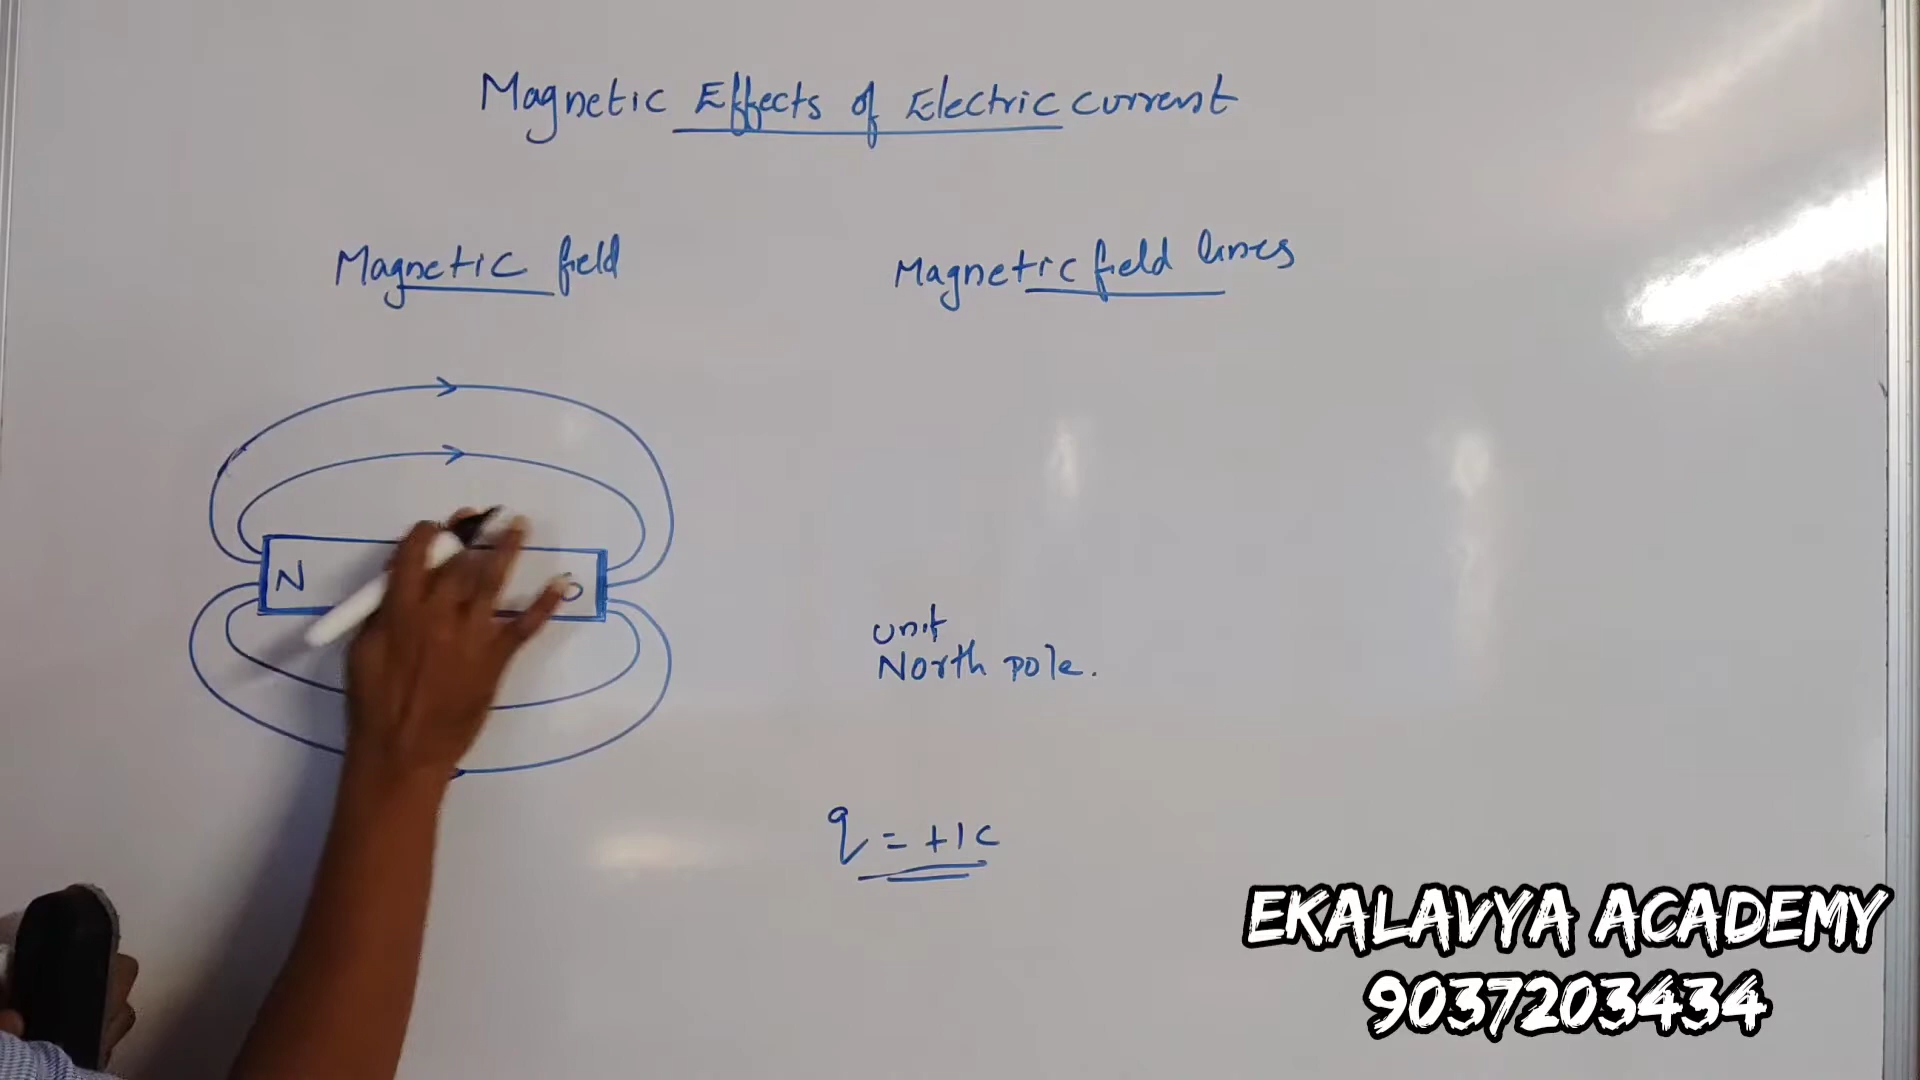 Magnetic Effects of Electric current
Magnetic field
Magnetic field lines
N
unit
North pole.
q = +1C
EKALAVYA ACADEMY
9037203434